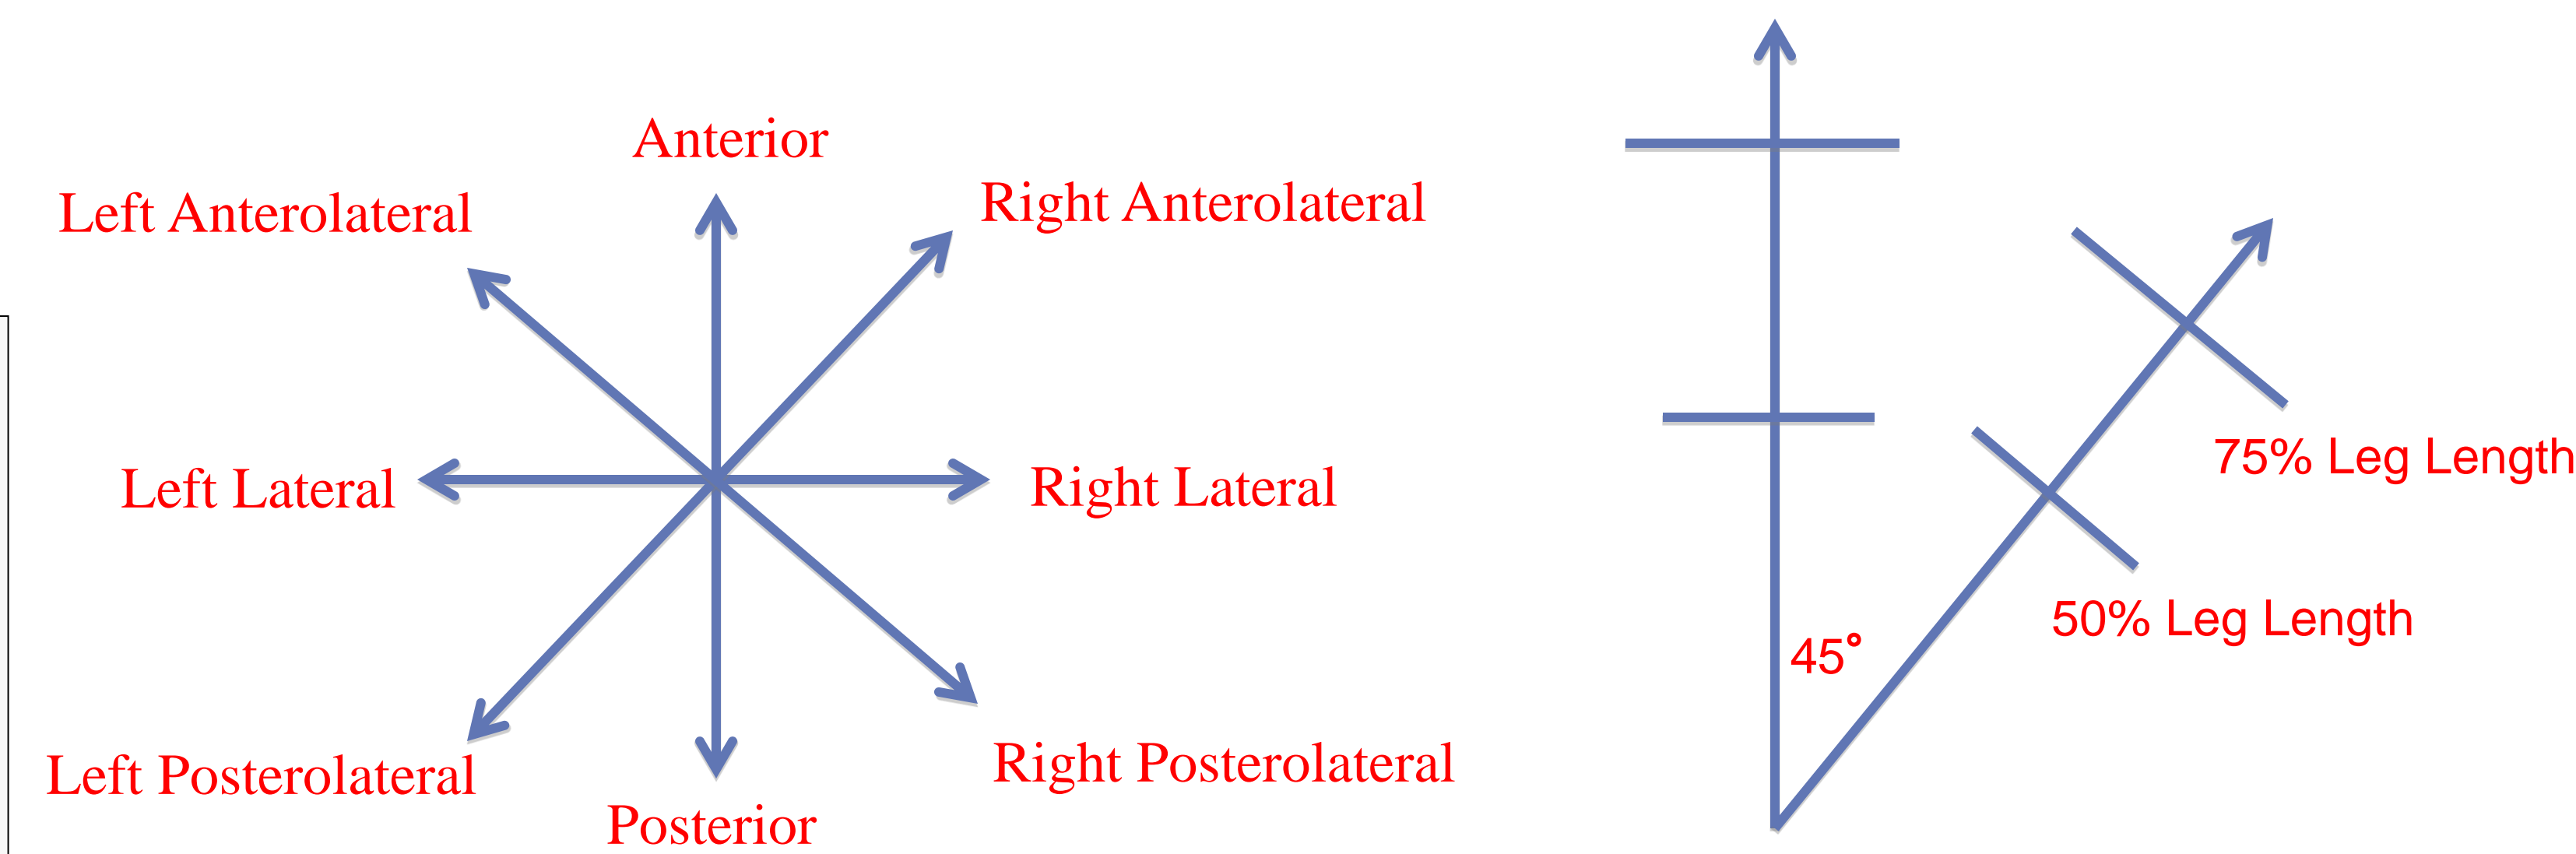 Anterior
Left Anterolateral
Right Anterolateral
Left Lateral
Right Lateral
Left Posterolateral
Right Posterolateral
Posterior
75% Leg Length
50% Leg Length
45°